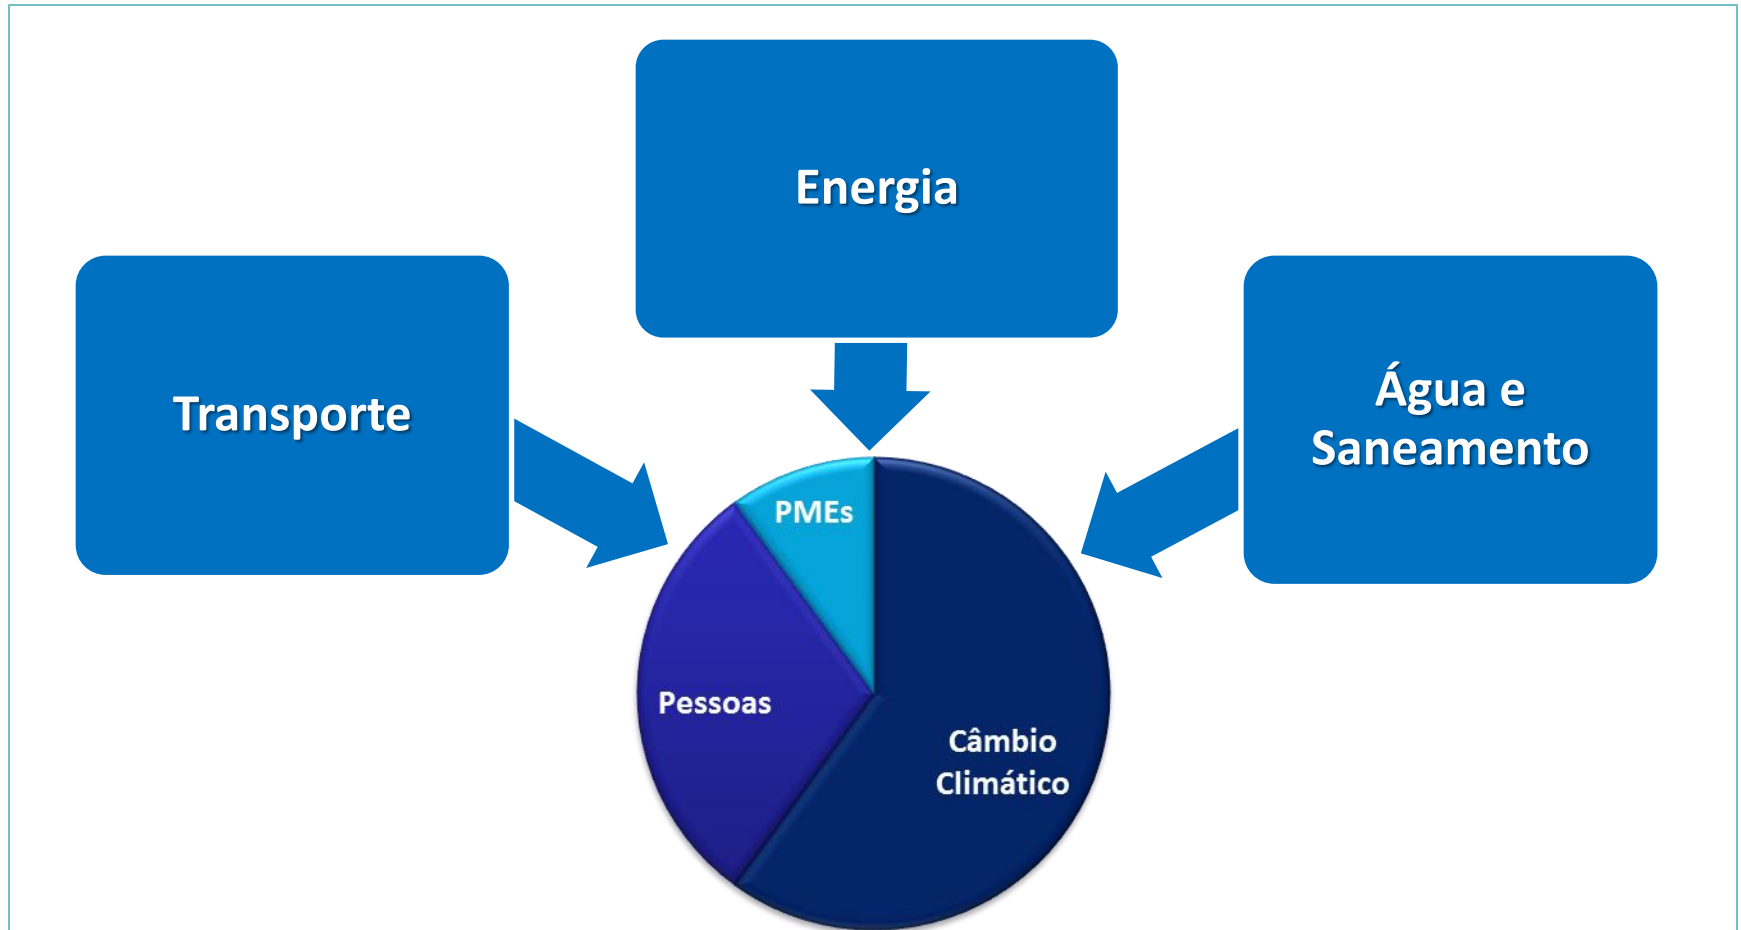 Energia
Transporte
Água e
Saneamento
PMEs
Pessoas
Câmbio
Climático